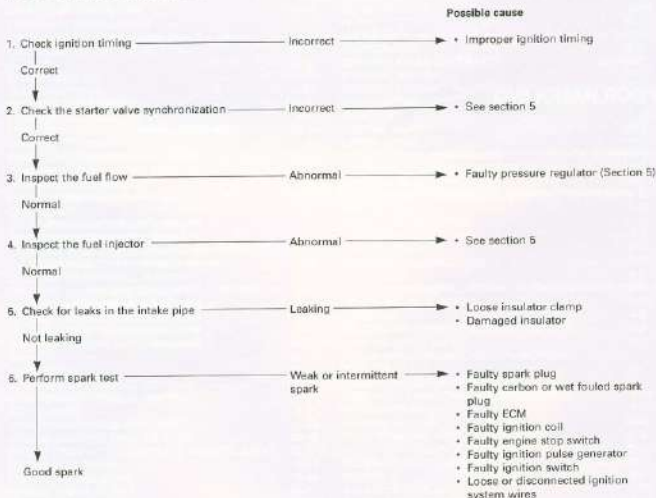 Possible cause
1. Check ignition timing Incorrect • Improper ignition timing
Correct
2. Check the starter valve synchronization Incorrect • See section 5
Correct
3. Inspect the fuel flow Abnormal • Faulty pressure regulator (Section 5)
Normal
4. Inspect the fuel injector Abnormal • See section 5
Normal
5. Check for leaks in the intake pipe Leaking • Loose insulator clamp
• Damaged insulator
Not leaking
6. Perform spark test Weak or intermittent • Faulty spark plug
spark • Faulty carbon or wet fouled spark
plug
• Faulty ECM
• Faulty ignition coil
• Faulty engine stop switch
• Faulty ignition pulse generator
• Faulty ignition switch
Good spark • Loose or disconnected ignition
system wires